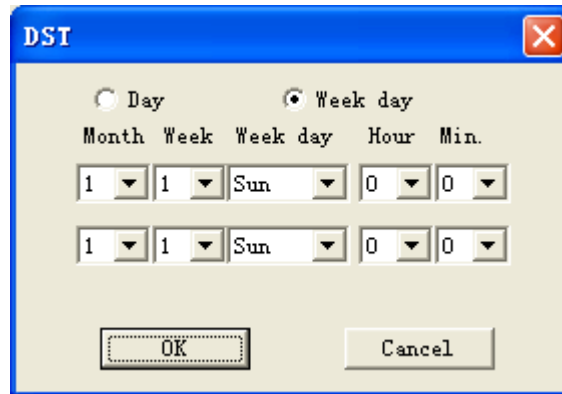 DST
Day Week day
Month Week Week day Hour Min.
1 1 Sun 0 0
1 1 Sun 0 0
OK Cancel